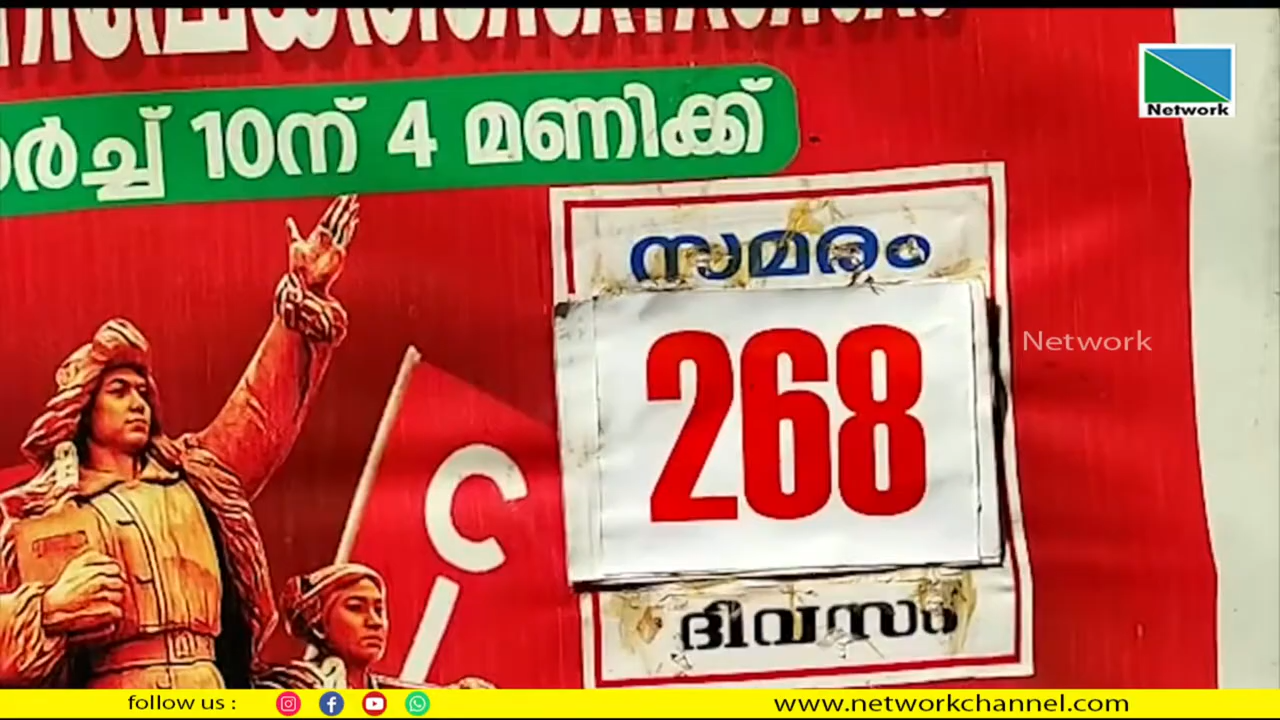 മാർച്ച് 10ന് 4 മണിക്ക്
Network
സമരം
268
Network
ദിവസം
follow us :
www.networkchannel.com